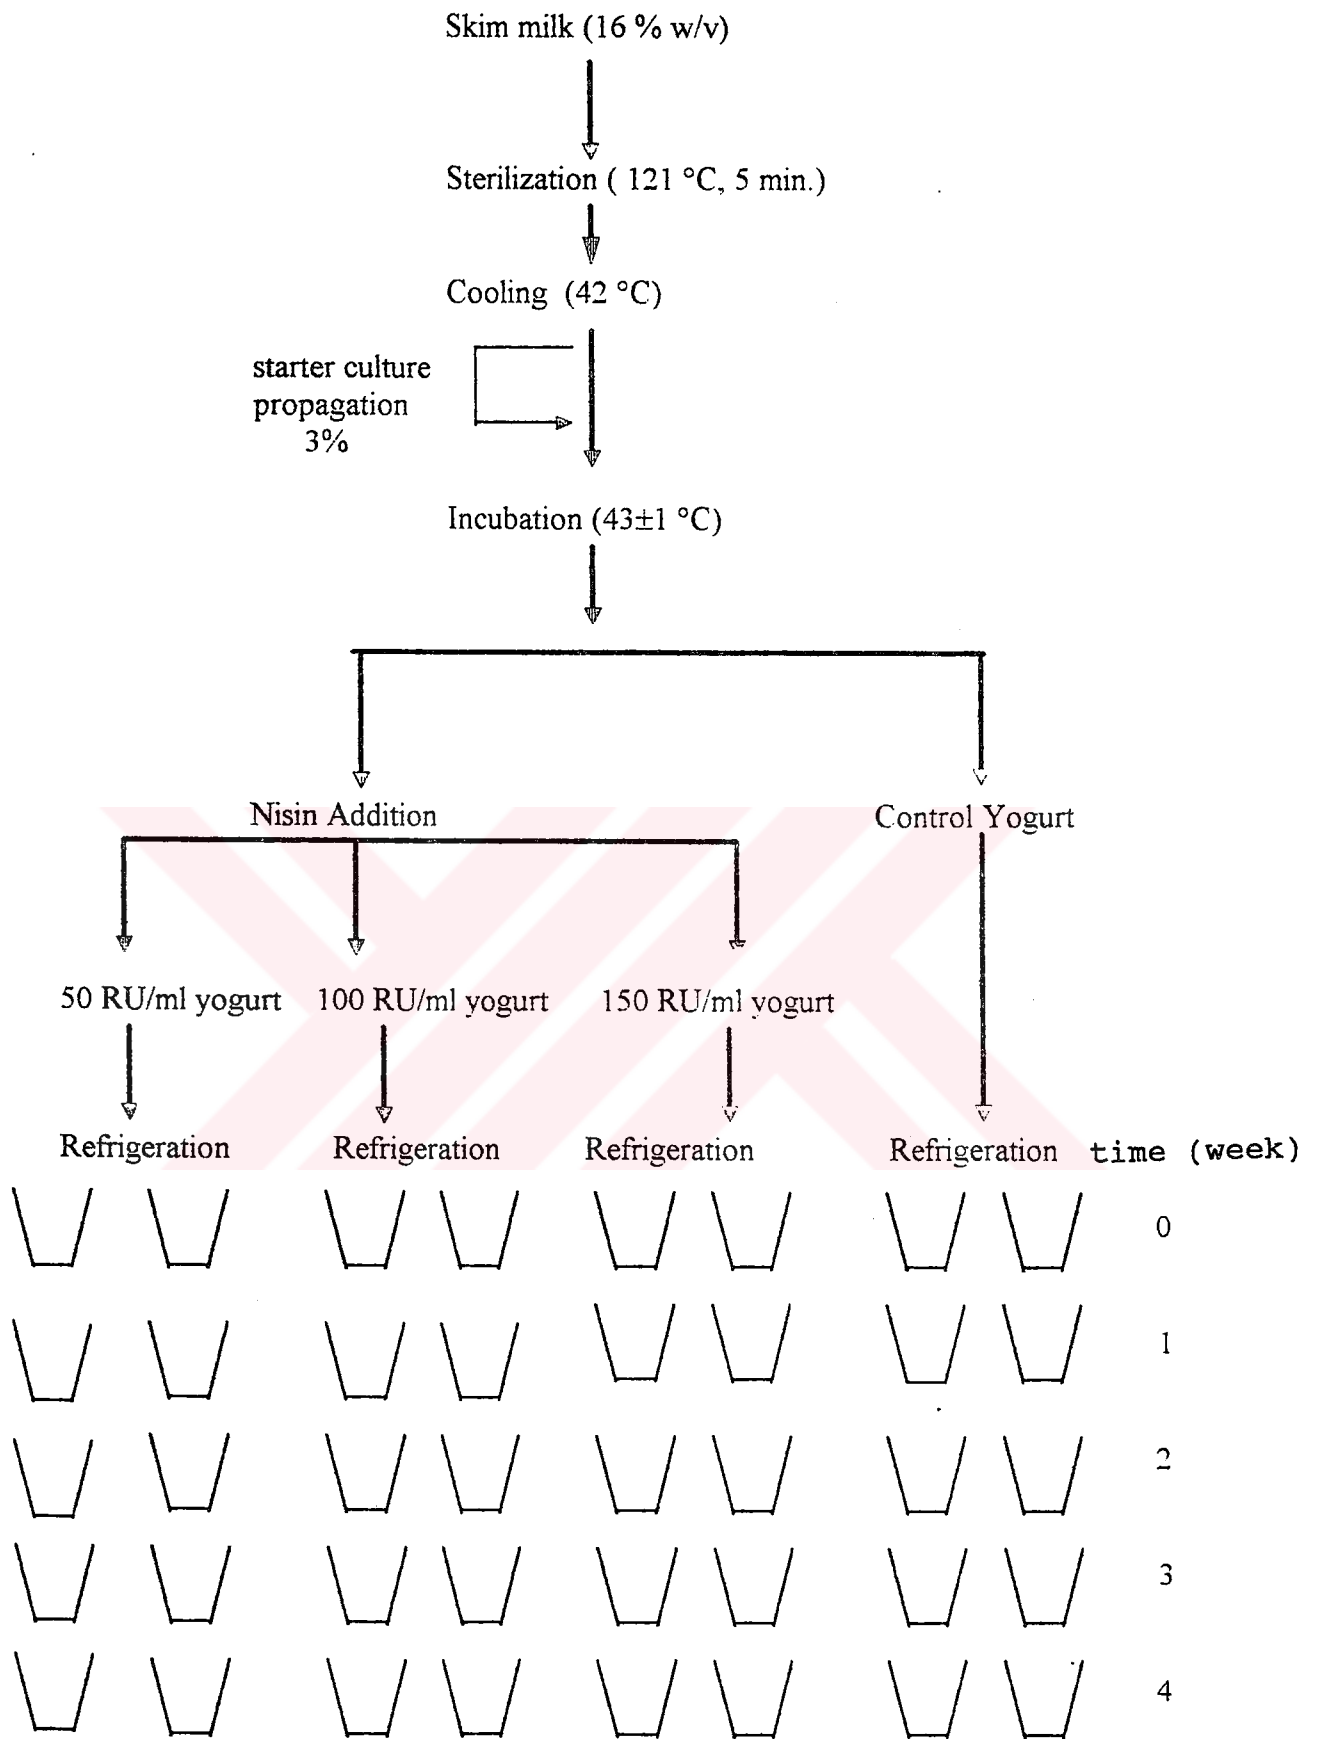 Skim milk (16 % w/v)
Sterilization ( 121 °C, 5 min.)
Cooling (42 °C)
starter culture
propagation
3%
Incubation (43±1 °C)
Nisin Addition
Control Yogurt
50 RU/ml yogurt
100 RU/ml yogurt
150 RU/ml yogurt
Refrigeration
Refrigeration
Refrigeration
Refrigeration
time (week)
0
1
2
3
4